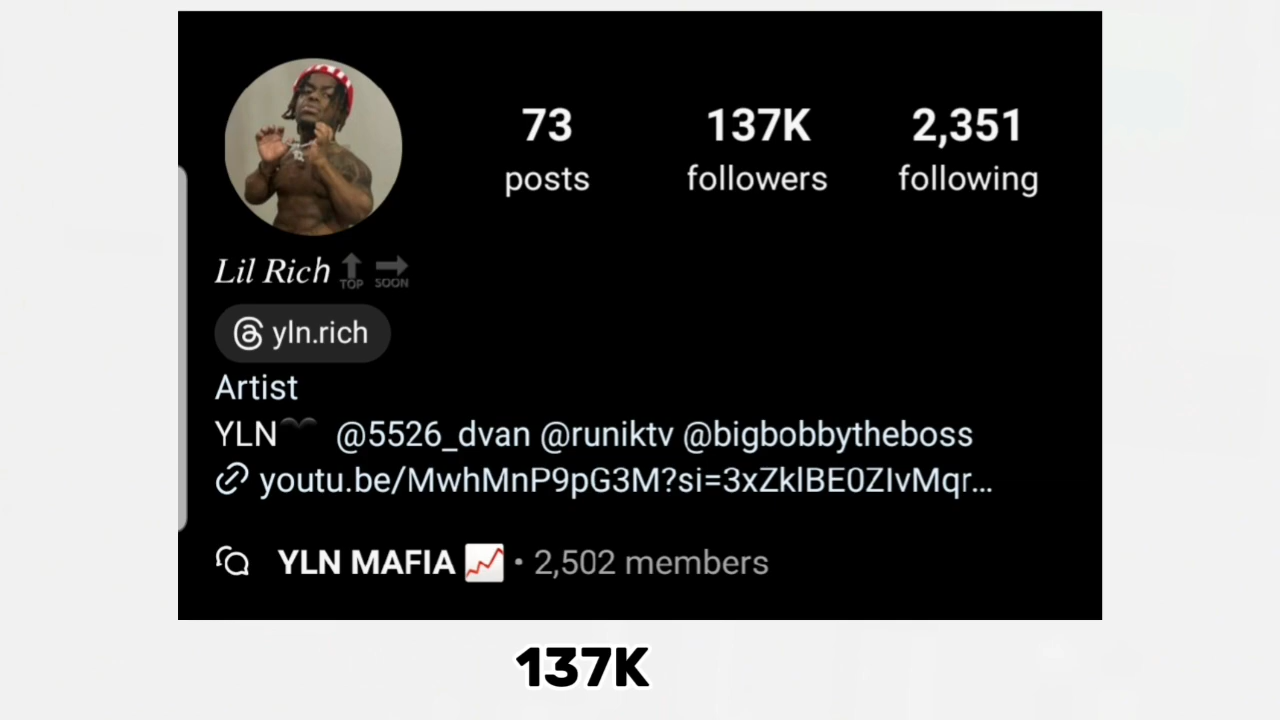 73 137K 2,351
posts followers following
Lil Rich TOP SOON
yln.rich
Artist
YLN @5526_dvan @runiktv @bigbobbytheboss
youtu.be/MwhMnP9pG3M?si=3xZklBE0ZIvMqr...
YLN MAFIA • 2,502 members
137K